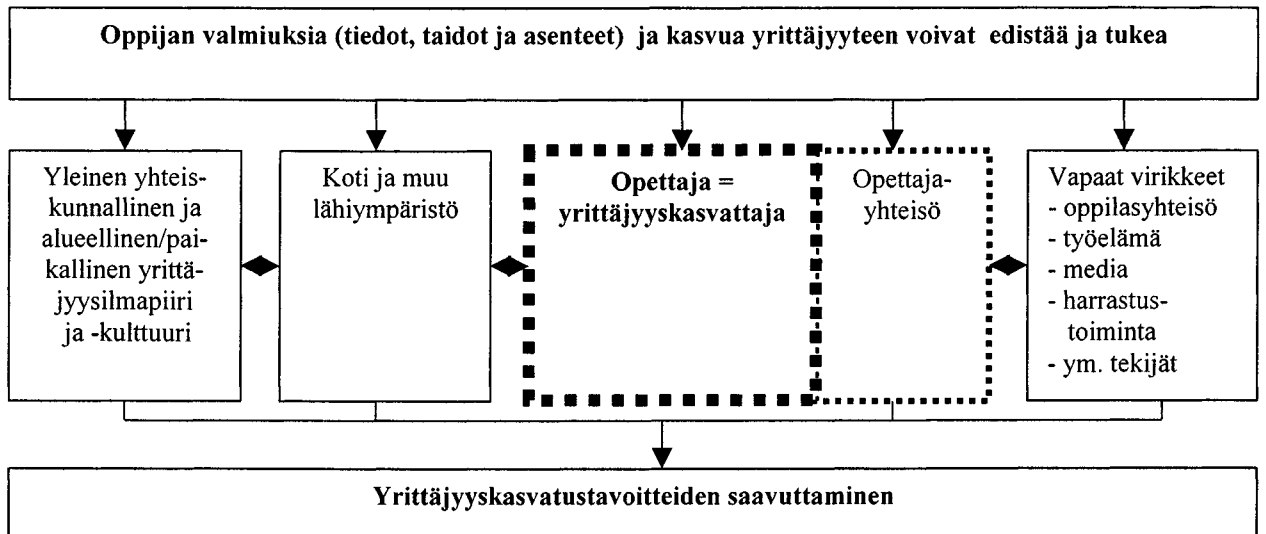 Oppijan valmiuksia (tiedot, taidot ja asenteet) ja kasvua yrittäjyyteen voivat edistää ja tukea
Yleinen yhteis-
kunnallinen ja
alueellinen/pai-
kallinen yrittä-
jyysilmapiiri
ja -kulttuuri
Koti ja muu
lähiympäristö
Opettaja =
yrittäjyyskasvattaja
Opettaja-
yhteisö
Vapaat virikkeet
- oppilasyhteisö
- työelämä
- media
- harrastus-
toiminta
- ym. tekijät
Yrittäjyyskasvatustavoitteiden saavuttaminen